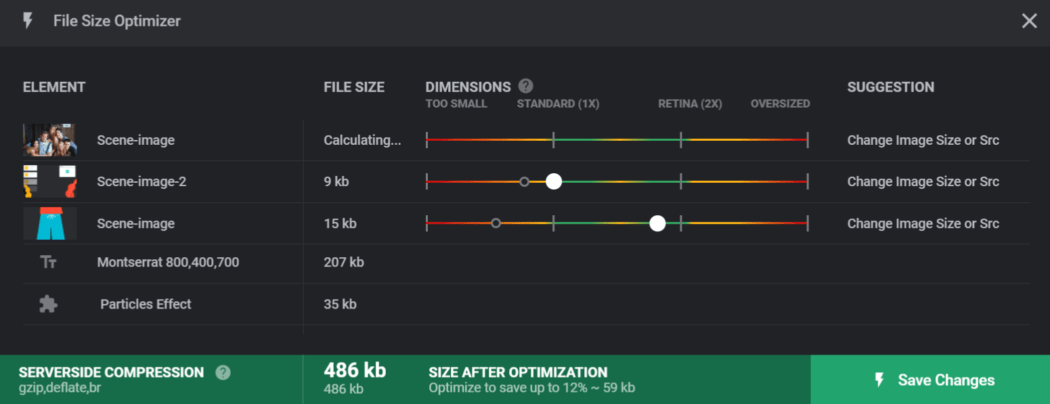 File Size Optimizer
ELEMENT FILE SIZE DIMENSIONS ? SUGGESTION
TOO SMALL STANDARD (1X) RETINA (2X) OVERSIZED
Scene-image Calculating... Change Image Size or Src
Scene-image-2 9 kb Change Image Size or Src
Scene-image 15 kb Change Image Size or Src
Tт Montserrat 800,400,700 207 kb
Particles Effect 35 kb
SERVERSIDE COMPRESSION ? 486 kb SIZE AFTER OPTIMIZATION
gzip,deflate,br 486 kb Optimize to save up to 12% ~ 59 kb
Save Changes